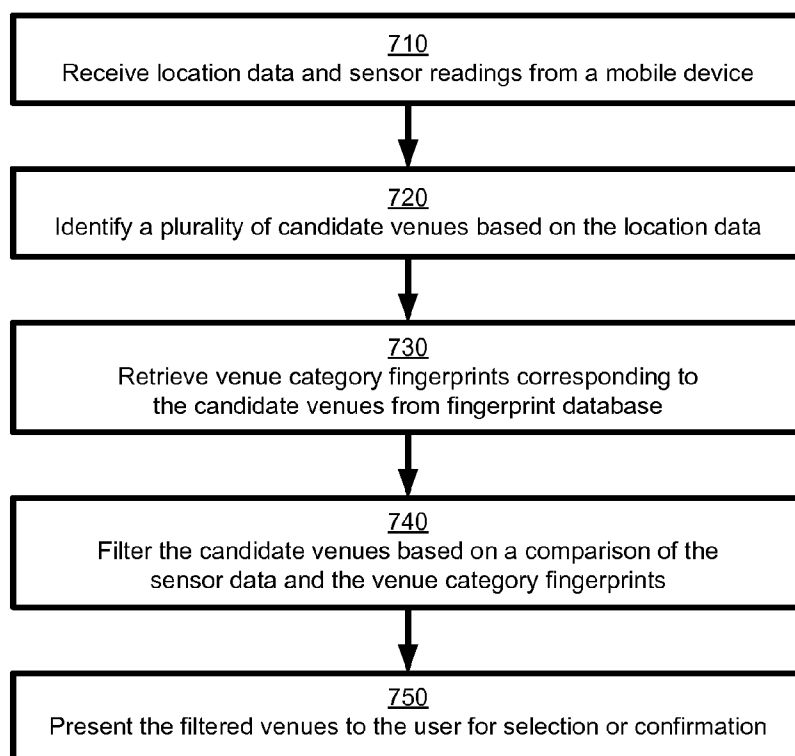 710
Receive location data and sensor readings from a mobile device
720
Identify a plurality of candidate venues based on the location data
730
Retrieve venue category fingerprints corresponding to
the candidate venues from fingerprint database
740
Filter the candidate venues based on a comparison of the
sensor data and the venue category fingerprints
750
Present the filtered venues to the user for selection or confirmation